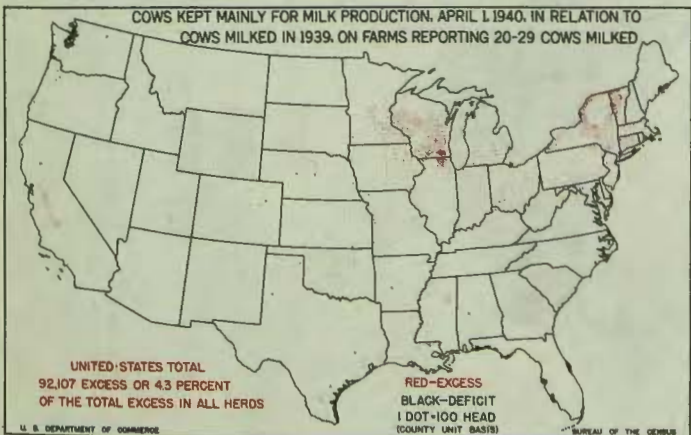 COWS KEPT MAINLY FOR MILK PRODUCTION, APRIL 1, 1940, IN RELATION TO
COWS MILKED IN 1939, ON FARMS REPORTING 20-29 COWS MILKED
UNITED·STATES TOTAL
92,107 EXCESS OR 4.3 PERCENT
OF THE TOTAL EXCESS IN ALL HERDS
RED-EXCESS
BLACK-DEFICIT
1 DOT=100 HEAD
(COUNTY UNIT BASIS)
U. S. DEPARTMENT OF COMMERCE
BUREAU OF THE CENSUS